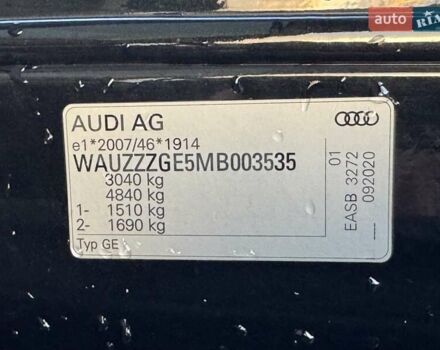 auto
RIA
AUDI AG
e1*2007/46*1914
WAUZZZGE5MB003535
3040 kg
4840 kg
1- 1510 kg
2- 1690 kg
Typ GE
01
EASB 3272
092020